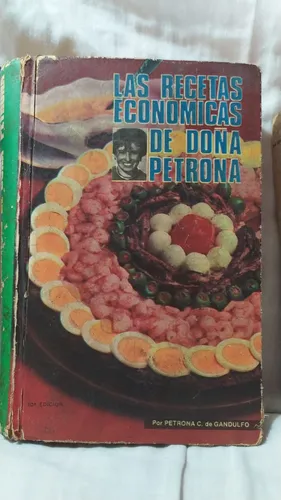 LAS RECETAS
ECONOMICAS
DE DOÑA
PETRONA
Por PETRONA C. de GANDULFO